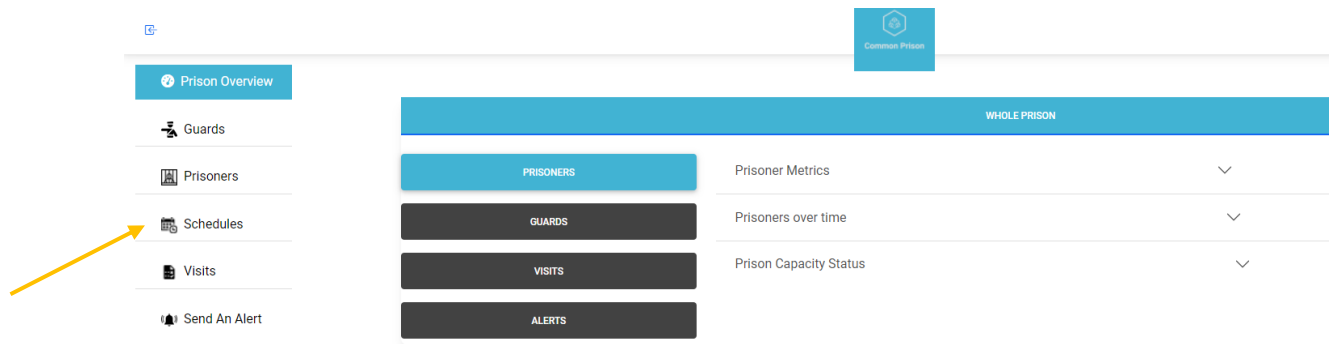 Common Prison
Prison Overview
Guards
Prisoners
Schedules
Visits
Send An Alert
WHOLE PRISON
PRISONERS
GUARDS
VISITS
ALERTS
Prisoner Metrics
Prisoners over time
Prison Capacity Status